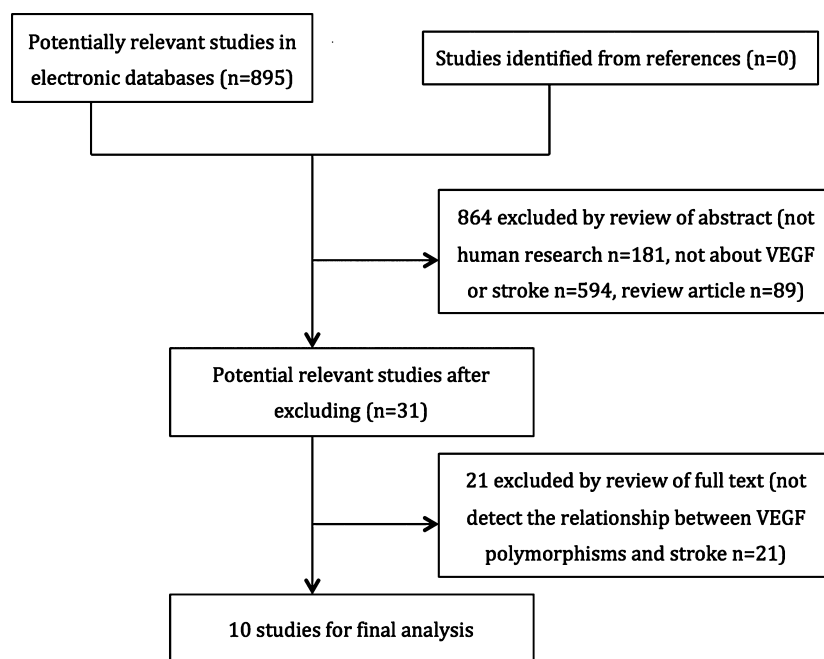 Potentially relevant studies in
electronic databases (n=895)
Studies identified from references (n=0)
864 excluded by review of abstract (not
human research n=181, not about VEGF
or stroke n=594, review article n=89)
Potential relevant studies after
excluding (n=31)
21 excluded by review of full text (not
detect the relationship between VEGF
polymorphisms and stroke n=21)
10 studies for final analysis